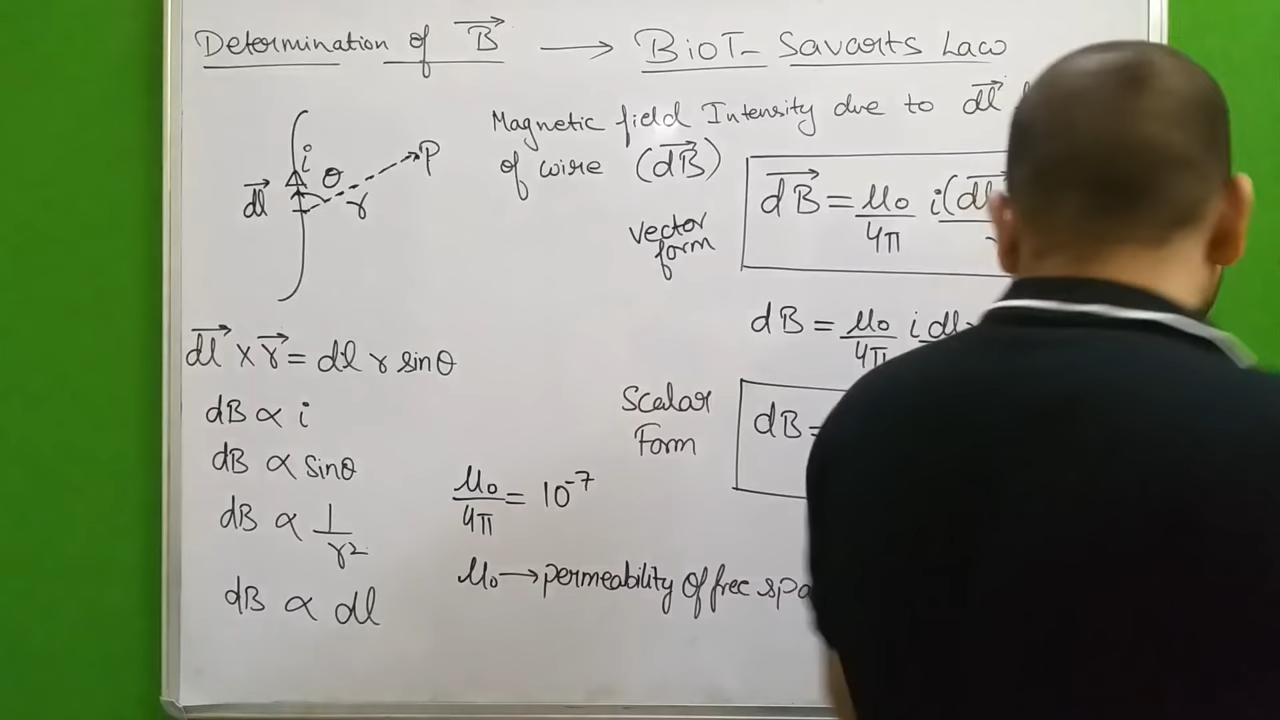 Determination of B → BioT- Savarts Law
Magnetic field Intensity due to dl
of wire (dB)
i
θ
P
dl
r
Vector
form
dB = μ₀/4π i(dl
dB = μ₀/4π i dl
dl × r = dl r sinθ
dB ∝ i
dB ∝ sinθ
dB ∝ 1/r²
dB ∝ dl
Scalar
Form
dB =
μ₀/4π = 10⁻⁷
μ₀ → permeability of free spa